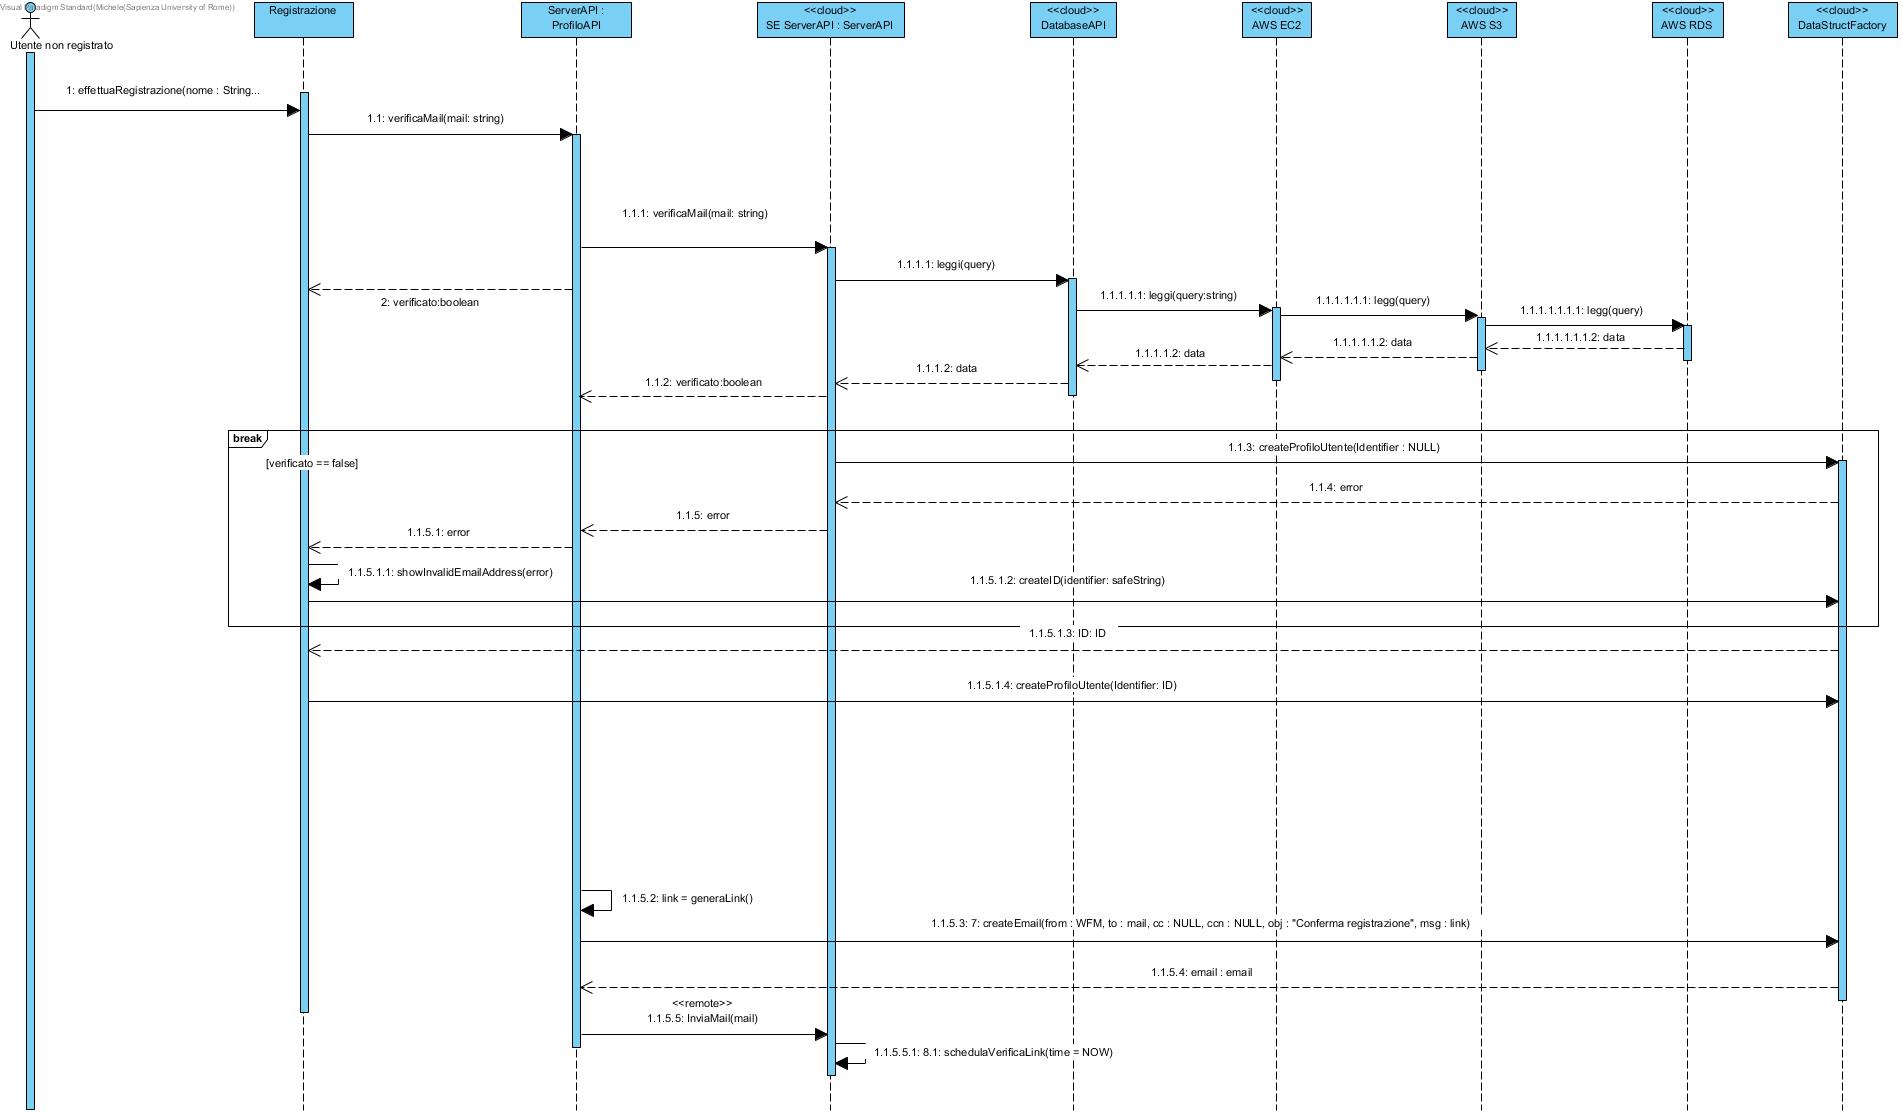 Visual Paradigm Standard(Michele(Sapienza University of Rome))
Utente non registrato
Registrazione
ServerAPI :
ProfiloAPI
<<cloud>>
SE ServerAPI : ServerAPI
<<cloud>>
DatabaseAPI
<<cloud>>
AWS EC2
<<cloud>>
AWS S3
<<cloud>>
AWS RDS
<<cloud>>
DataStructFactory
1: effettuaRegistrazione(nome : String...
1.1: verificaMail(mail: string)
1.1.1: verificaMail(mail: string)
1.1.1.1: leggi(query)
1.1.1.1.1: leggi(query:string)
1.1.1.1.1.1: legg(query)
1.1.1.1.1.1.1: legg(query)
2: verificato:boolean
1.1.1.1.1.1.2: data
1.1.1.1.1.2: data
1.1.1.1.2: data
1.1.1.2: data
1.1.2: verificato:boolean
break
[verificato == false]
1.1.3: createProfiloUtente(Identifier : NULL)
1.1.4: error
1.1.5: error
1.1.5.1: error
1.1.5.1.1: showInvalidEmailAddress(error)
1.1.5.1.2: createID(identifier: safeString)
1.1.5.1.3: ID: ID
1.1.5.1.4: createProfiloUtente(Identifier: ID)
1.1.5.2: link = generaLink()
1.1.5.3: 7: createEmail(from : WFM, to : mail, cc : NULL, ccn : NULL, obj : "Conferma registrazione", msg : link)
1.1.5.4: email : email
<<remote>>
1.1.5.5: InviaMail(mail)
1.1.5.5.1: 8.1: schedulaVerificaLink(time = NOW)